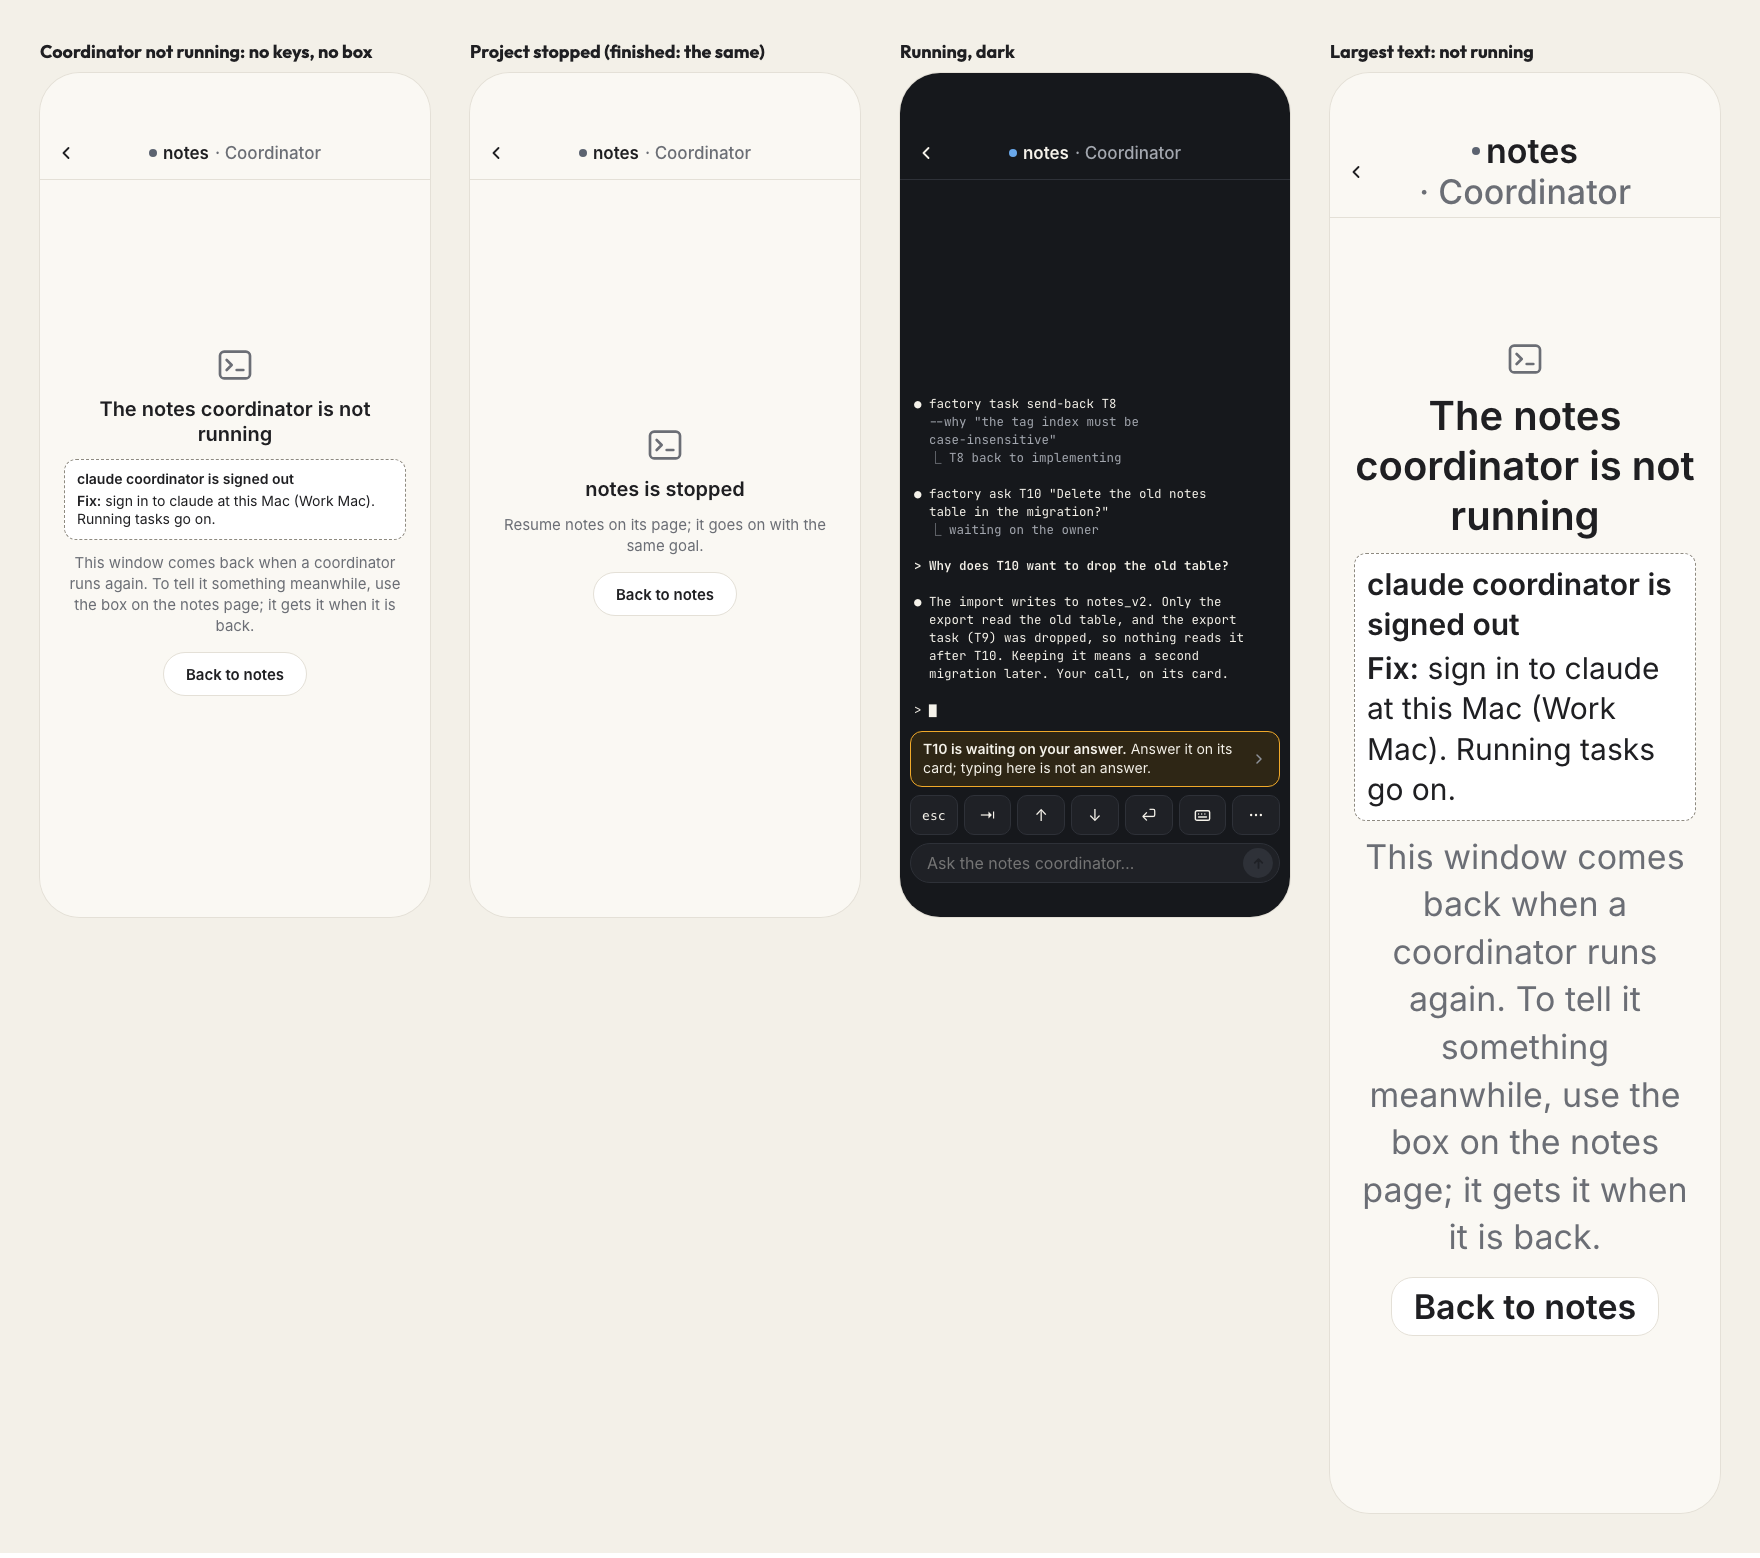 Coordinator not running: no keys, no box
notes · Coordinator
The notes coordinator is not
running
claude coordinator is signed out
Fix: sign in to claude at this Mac (Work Mac).
Running tasks go on.
This window comes back when a coordinator
runs again. To tell it something meanwhile, use
the box on the notes page; it gets it when it is
back.
Back to notes
Project stopped (finished: the same)
notes · Coordinator
notes is stopped
Resume notes on its page; it goes on with the
same goal.
Back to notes
Running, dark
notes · Coordinator
● factory task send-back T8
--why "the tag index must be
case-insensitive"
⎿ T8 back to implementing
● factory ask T10 "Delete the old notes
table in the migration?"
⎿ waiting on the owner
> Why does T10 want to drop the old table?
● The import writes to notes_v2. Only the
export read the old table, and the export
task (T9) was dropped, so nothing reads it
after T10. Keeping it means a second
migration later. Your call, on its card.
>
T10 is waiting on your answer. Answer it on its
card; typing here is not an answer.
esc
Ask the notes coordinator...
Largest text: not running
notes
· Coordinator
The notes
coordinator is not
running
claude coordinator is
signed out
Fix: sign in to claude
at this Mac (Work
Mac). Running tasks
go on.
This window comes
back when a
coordinator runs
again. To tell it
something
meanwhile, use the
box on the notes
page; it gets it when
it is back.
Back to notes